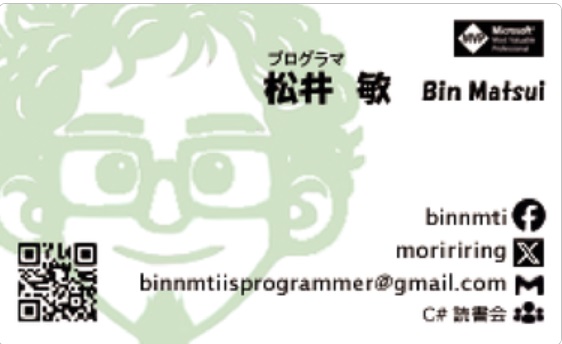 Microsoft®
Most Valuable
Professional
MVP
プログラマ
松井 敏 Bin Matsui
binnmti
moriririring
binnmtiisprogrammer@gmail.com
C# 読書会